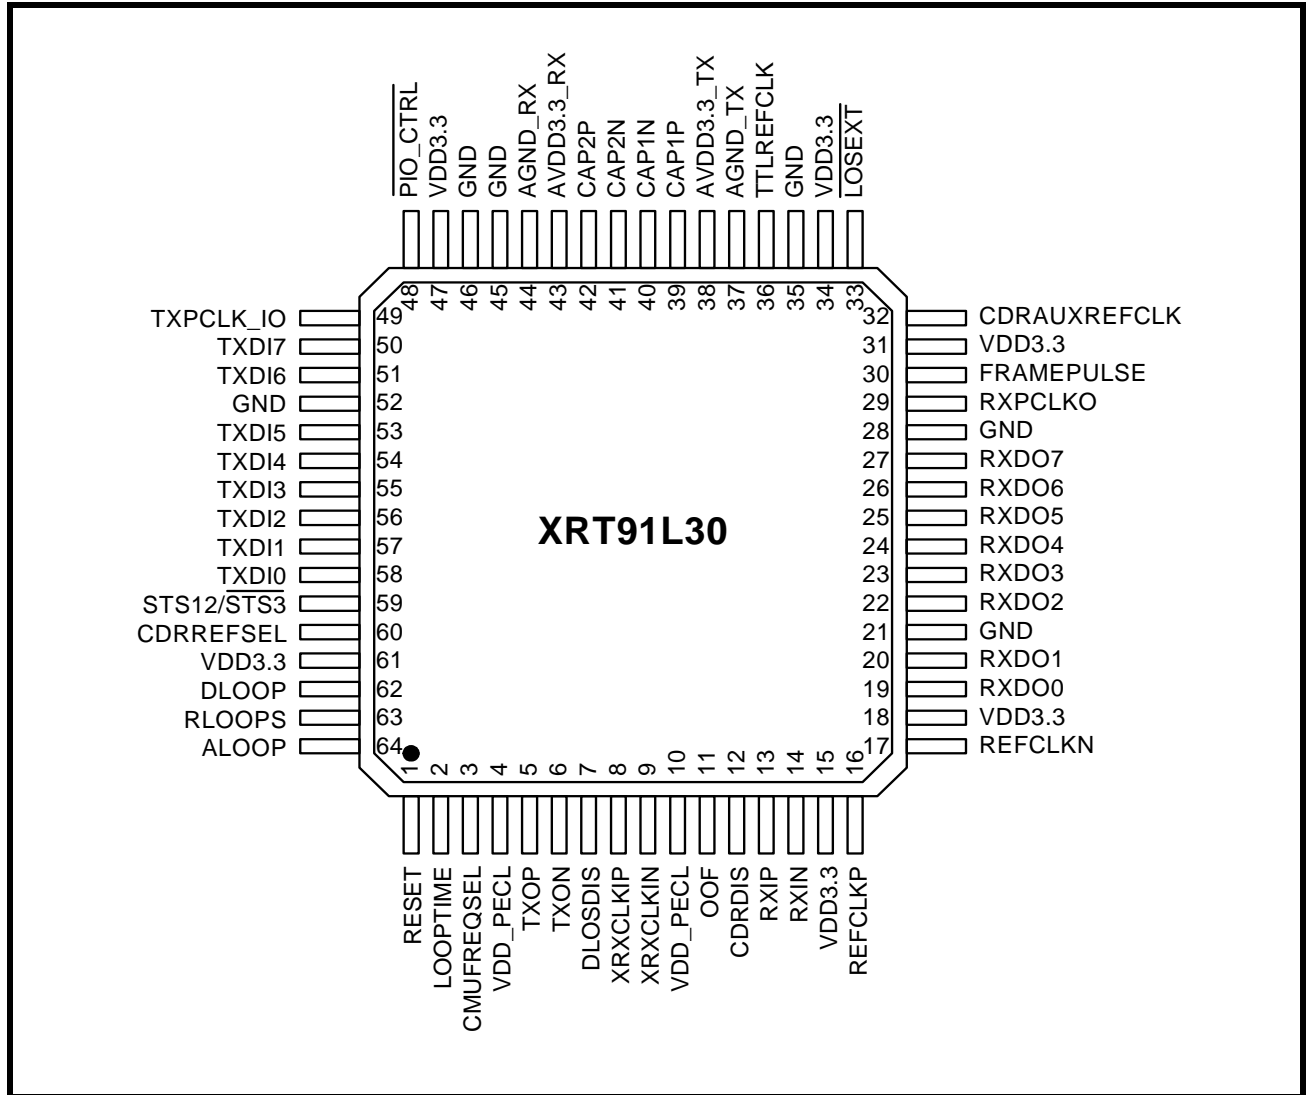 PIO_CTRL
VDD3.3
GND
GND
AGND_RX
AVDD3.3_RX
CAP2P
CAP2N
CAP1N
CAP1P
AVDD3.3_TX
AGND_TX
TTLREFCLK
GND
VDD3.3
LOSEXT
48
47
46
45
44
43
42
41
40
39
38
37
36
35
34
33
TXPCLK_IO 49
TXDI7 50
TXDI6 51
GND 52
TXDI5 53
TXDI4 54
TXDI3 55
TXDI2 56
TXDI1 57
TXDI0 58
STS12/STS3 59
CDRREFSEL 60
VDD3.3 61
DLOOP 62
RLOOPS 63
ALOOP 64
XRT91L30
32 CDRAUXREFCLK
31 VDD3.3
30 FRAMEPULSE
29 RXPCLKO
28 GND
27 RXDO7
26 RXDO6
25 RXDO5
24 RXDO4
23 RXDO3
22 RXDO2
21 GND
20 RXDO1
19 RXDO0
18 VDD3.3
17 REFCLKN
1
2
3
4
5
6
7
8
9
10
11
12
13
14
15
16
RESET
LOOPTIME
CMUFREQSEL
VDD_PECL
TXOP
TXON
DLOSDIS
XRXCLKIP
XRXCLKIN
VDD_PECL
OOF
CDRDIS
RXIP
RXIN
VDD3.3
REFCLKP